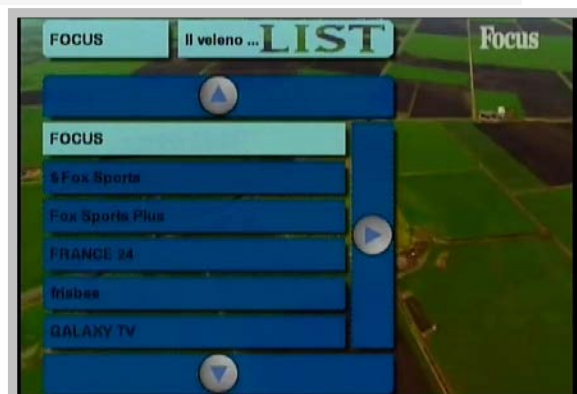 FOCUS
Il veleno ... LIST
Focus
FOCUS
$ Fox Sports
Fox Sports Plus
FRANCE 24
frisbee
GALAXY TV